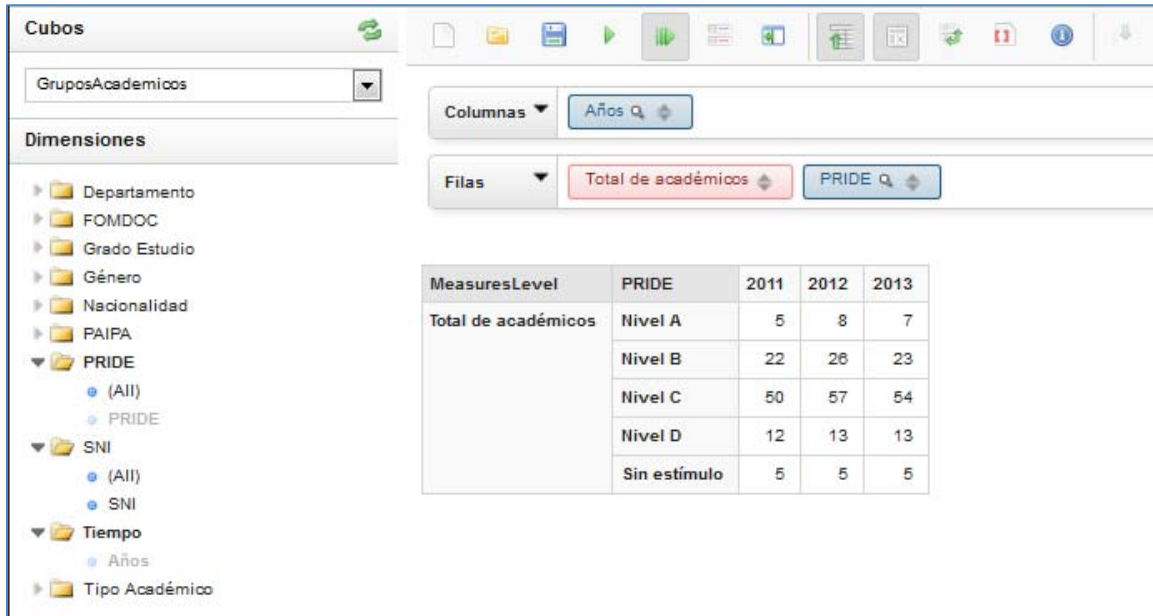 Cubos
GruposAcademicos
Dimensiones
Departamento
FOMDOC
Grado Estudio
Género
Nacionalidad
PAIPA
PRIDE
(All)
PRIDE
SNI
(All)
SNI
Tiempo
Años
Tipo Académico
Columnas Años
Filas Total de académicos PRIDE
MeasuresLevel PRIDE 2011 2012 2013
Total de académicos Nivel A 5 8 7
Nivel B 22 26 23
Nivel C 50 57 54
Nivel D 12 13 13
Sin estímulo 5 5 5